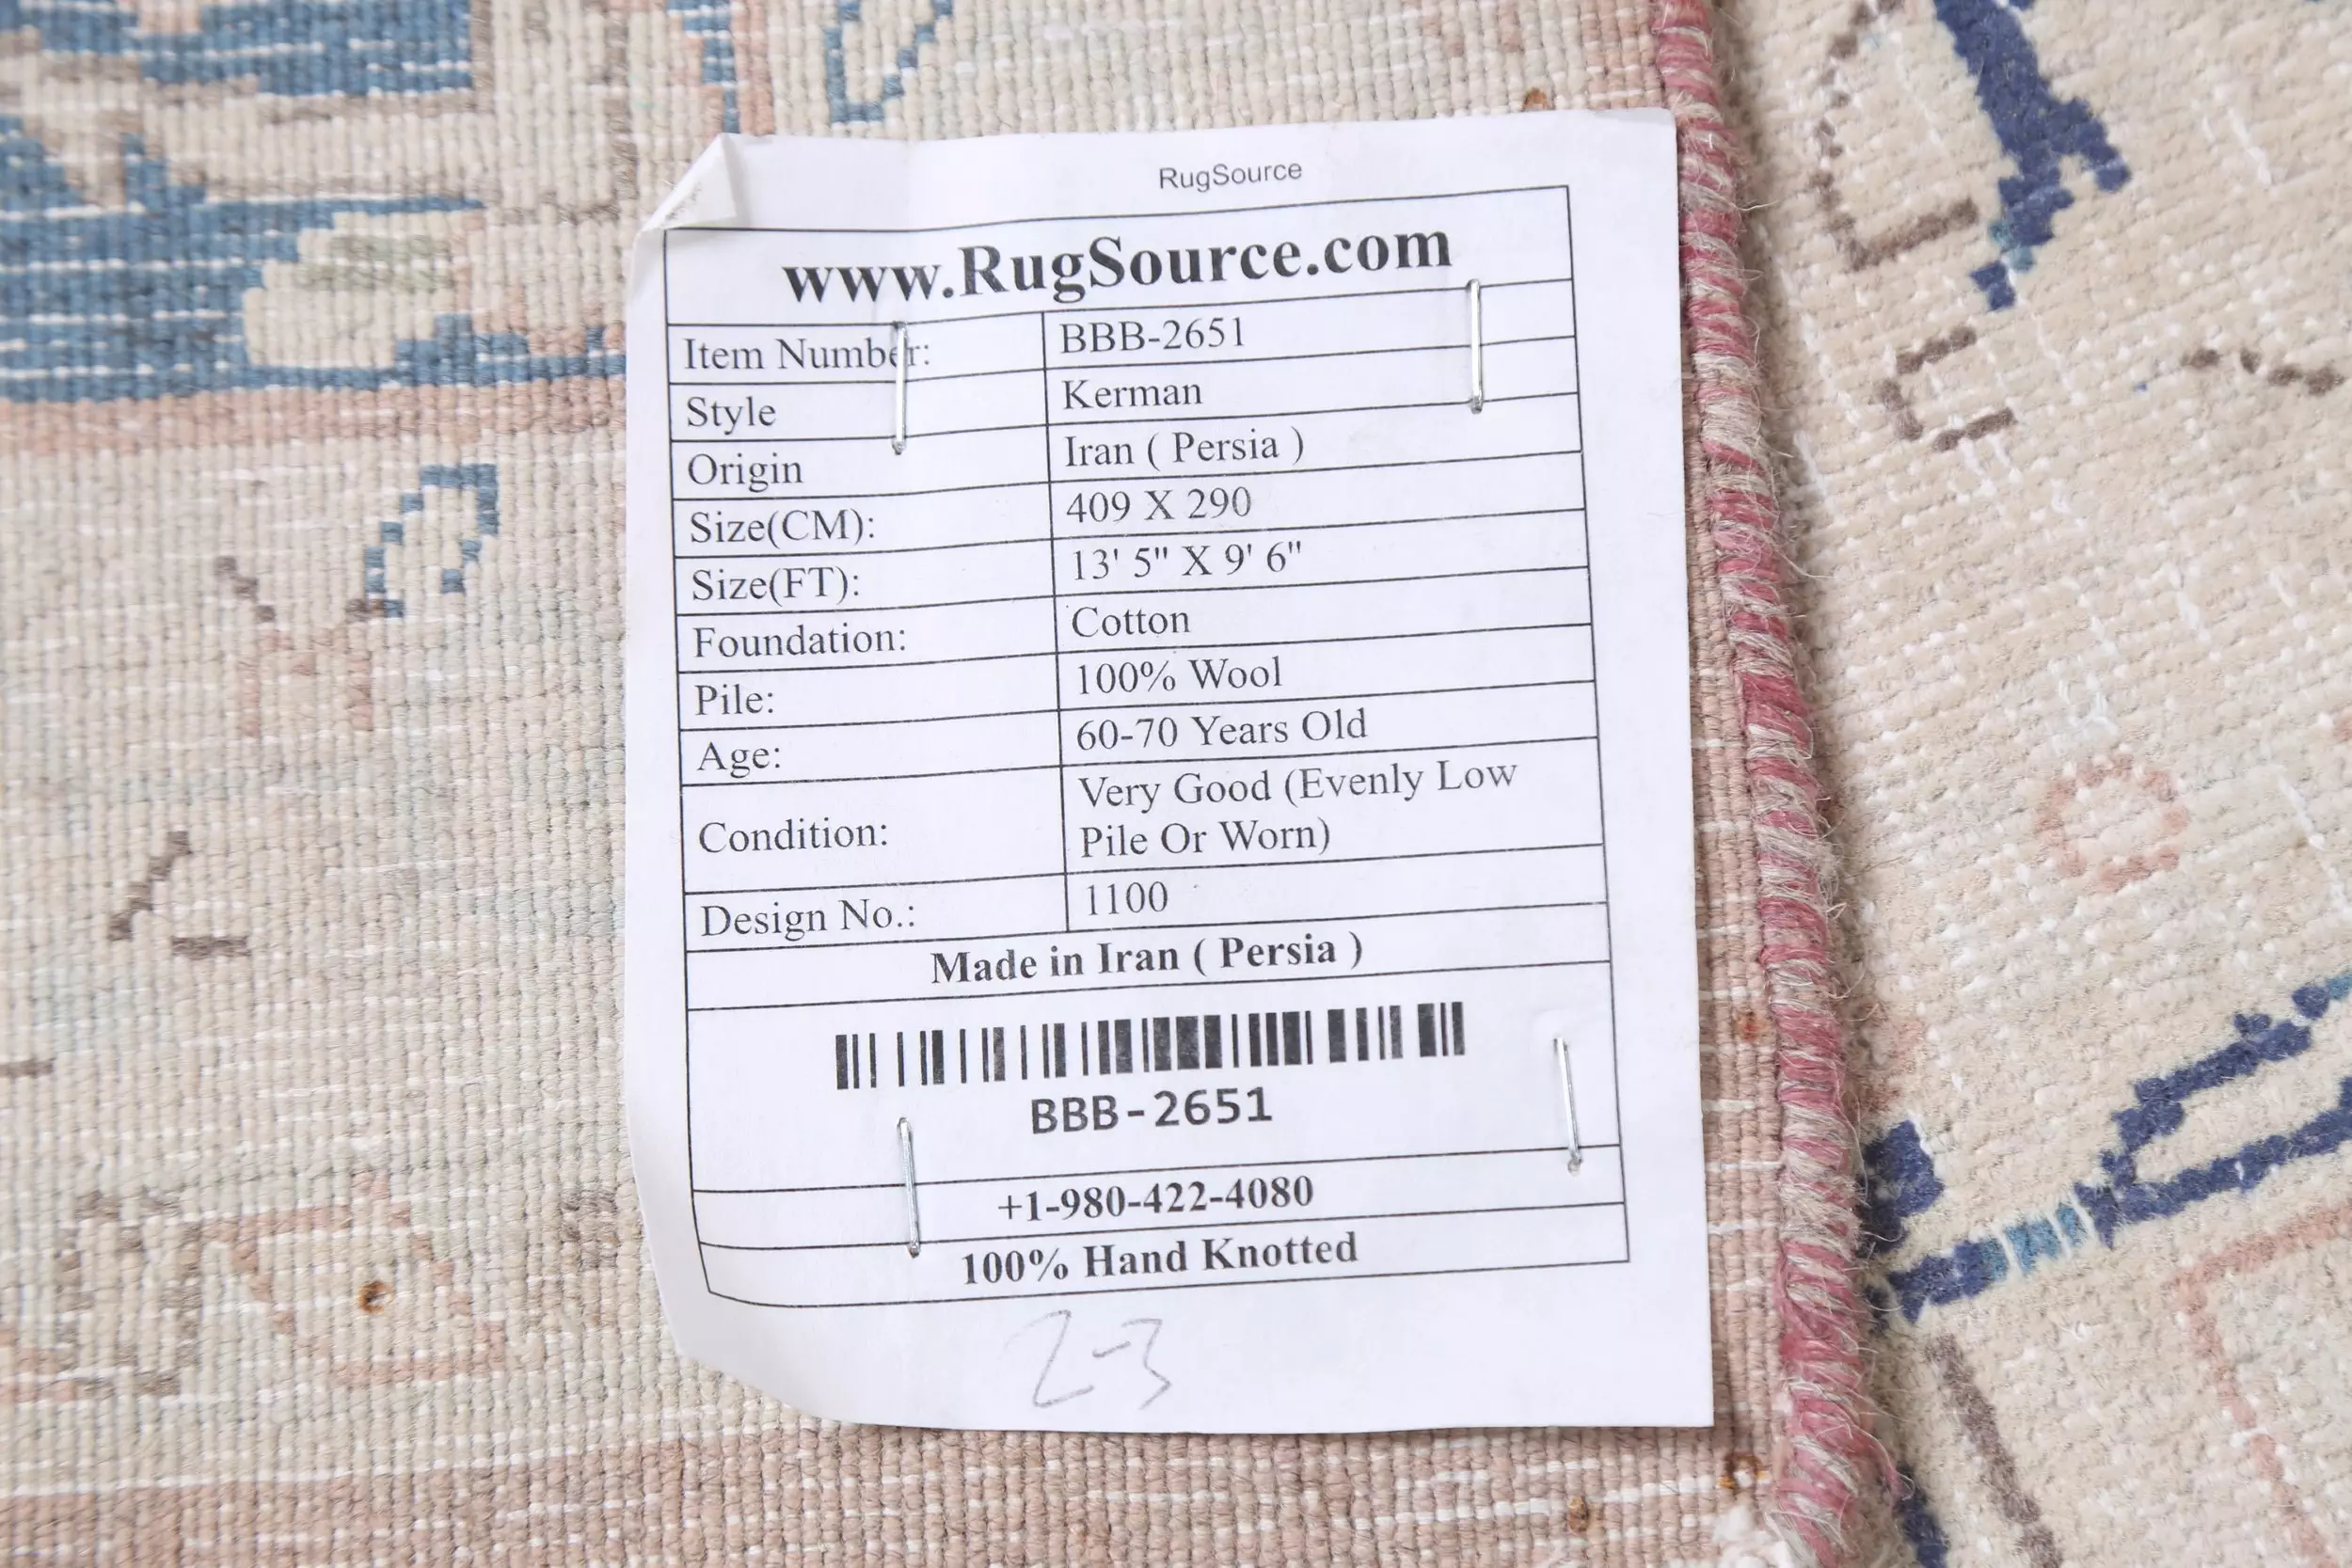 RugSource
www.RugSource.com
Item Number: BBB-2651
Style Kerman
Origin Iran ( Persia )
Size(CM): 409 X 290
Size(FT): 13' 5" X 9' 6"
Foundation: Cotton
Pile: 100% Wool
Age: 60-70 Years Old
Condition: Very Good (Evenly Low
Pile Or Worn)
Design No.: 1100
Made in Iran ( Persia )
BBB-2651
+1-980-422-4080
100% Hand Knotted
2-3